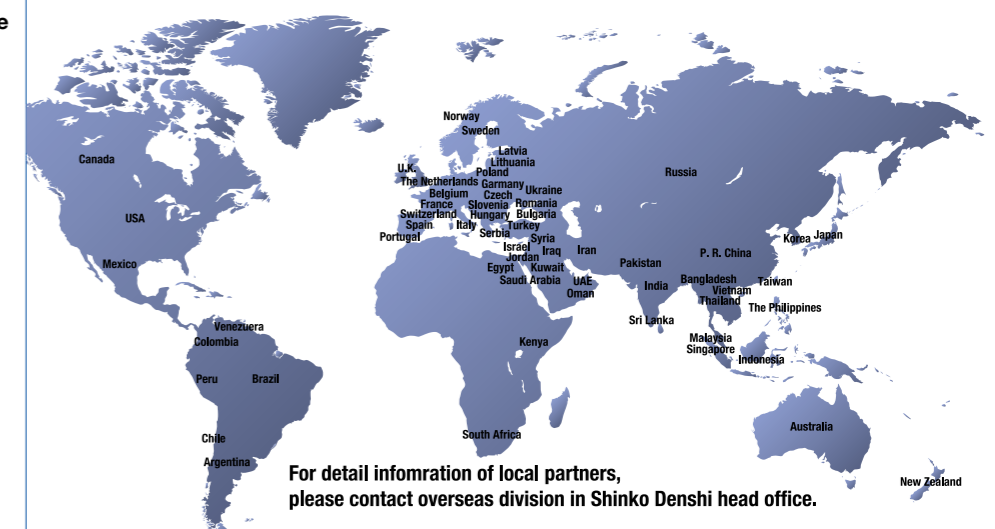 e
Norway
Sweden
Canada
Latvia
Lithuania
U.K.
Poland
Russia
The Netherlands
Garmany
Belgium
Czech
Ukraine
France
Slovenia
Romania
USA
Switzerland
Hungary
Bulgaria
Spain
Italy
Turkey
Portugal
Serbia
Syria
Korea
Japan
Israel
Iraq
Iran
P. R. China
Jordan
Mexico
Egypt
Kuwait
Pakistan
Saudi Arabia
UAE
India
Bangladesh
Taiwan
Oman
Vietnam
Thailand
The Philippines
Sri Lanka
Venezuera
Colombia
Kenya
Malaysia
Singapore
Indonesia
Peru
Brazil
Australia
Chile
South Africa
Argentina
For detail infomration of local partners,
please contact overseas division in Shinko Denshi head office.
New Zealand